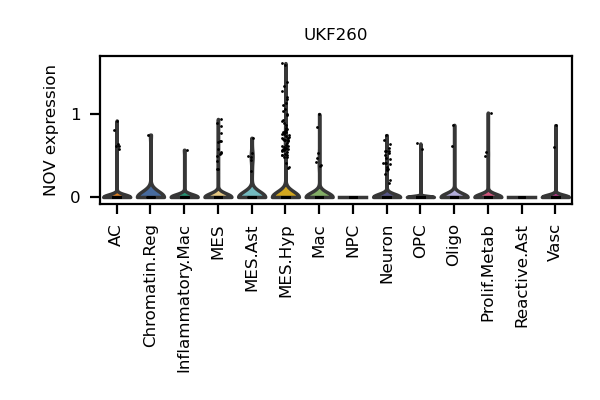 UKF260
NOV expression
1
0
AC
Chromatin.Reg
Inflammatory.Mac
MES
MES.Ast
MES.Hyp
Mac
NPC
Neuron
OPC
Oligo
Prolif.Metab
Reactive.Ast
Vasc